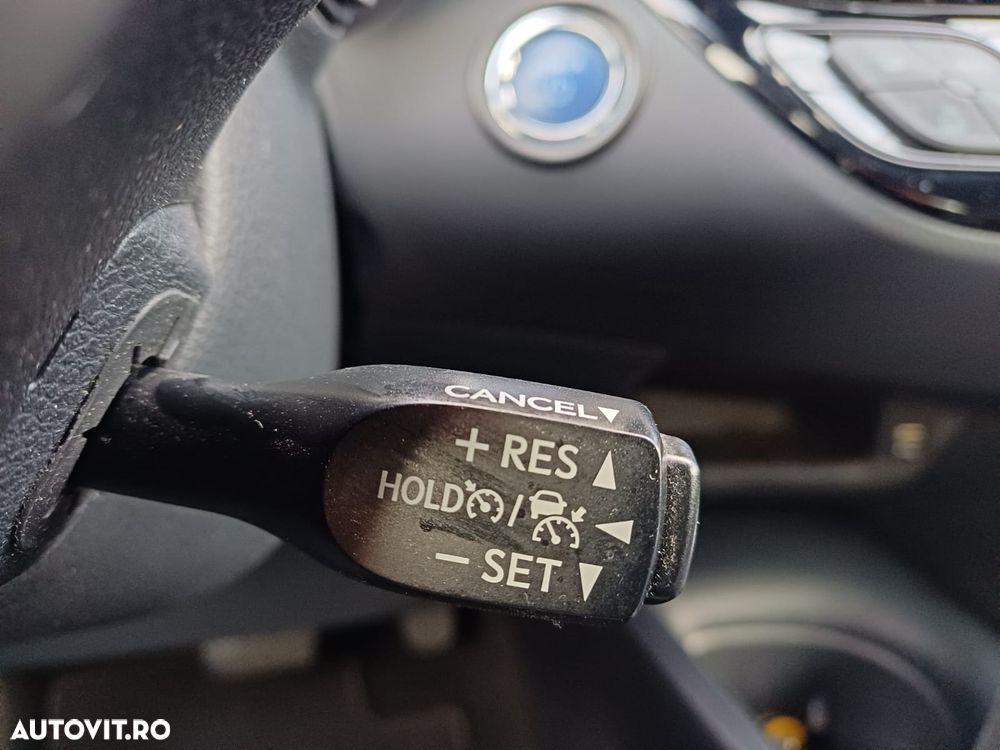 CANCEL▼
+ RES ▲
HOLD / ◀
− SET ▼
AUTOVIT.RO